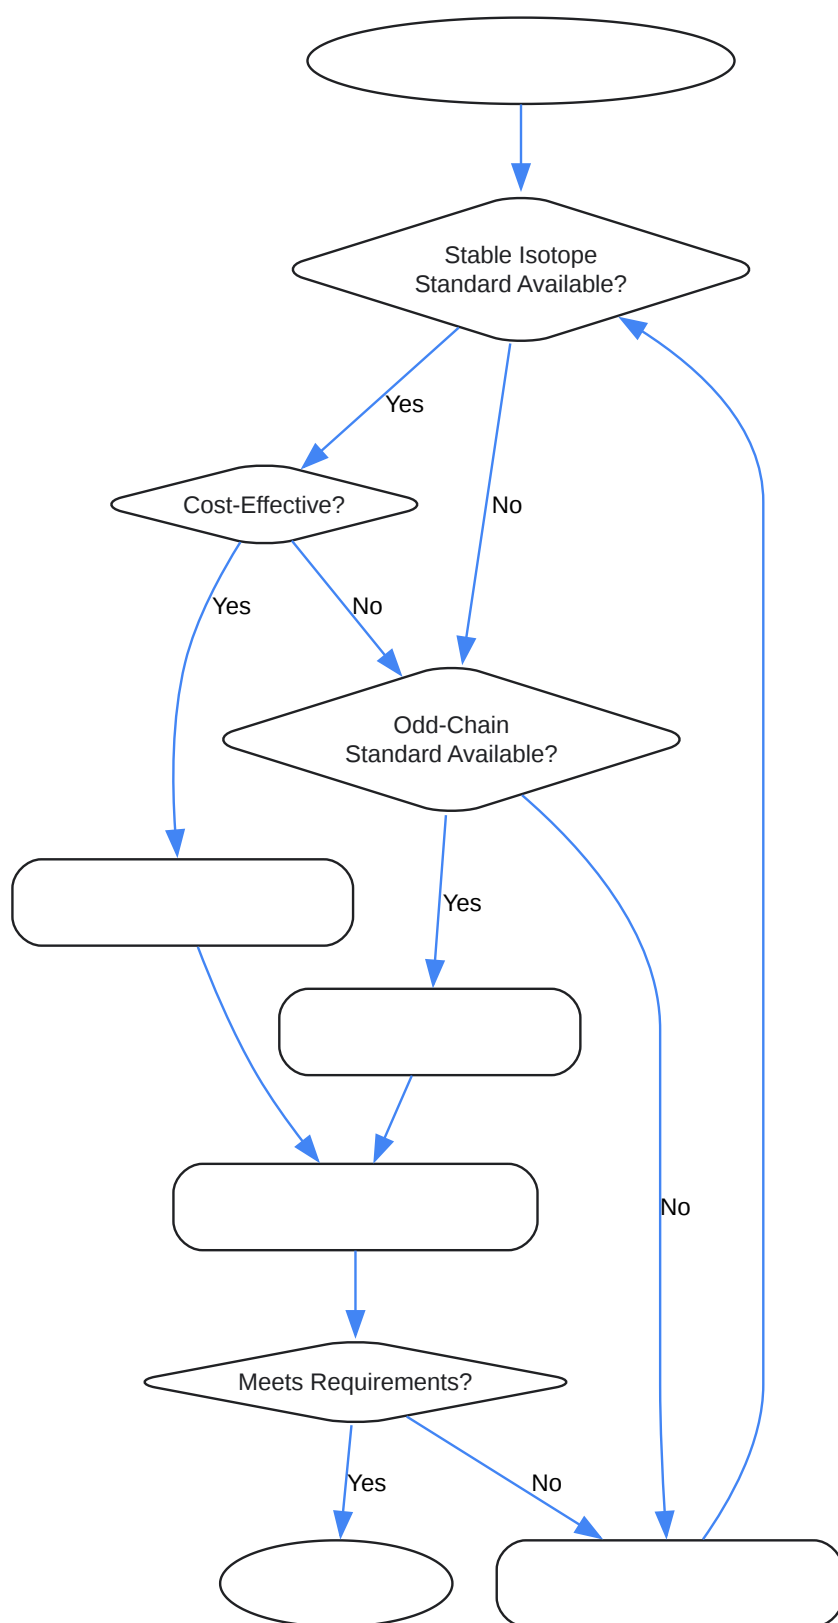 Stable Isotope
Standard Available?
Yes
Cost-Effective?
No
Yes
No
Odd-Chain
Standard Available?
Yes
No
Meets Requirements?
Yes
No